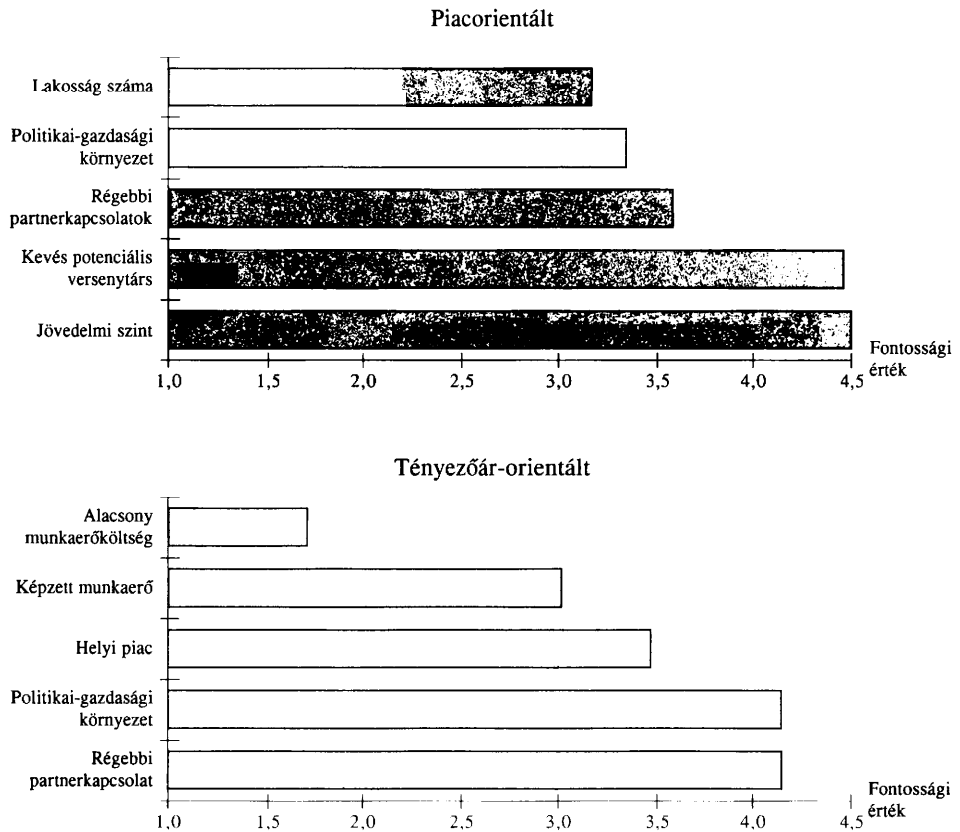 Piacorientált
Lakosság száma
Politikai-gazdasági
környezet
Régebbi
partnerkapcsolatok
Kevés potenciális
versenytárs
Jövedelmi szint
1,0 1,5 2,0 2,5 3,0 3,5 4,0 4,5
Fontossági
érték
Tényezőár-orientált
Alacsony
munkaerőköltség
Képzett munkaerő
Helyi piac
Politikai-gazdasági
környezet
Régebbi
partnerkapcsolat
1,0 1,5 2,0 2,5 3,0 3,5 4,0 4,5
Fontossági
érték